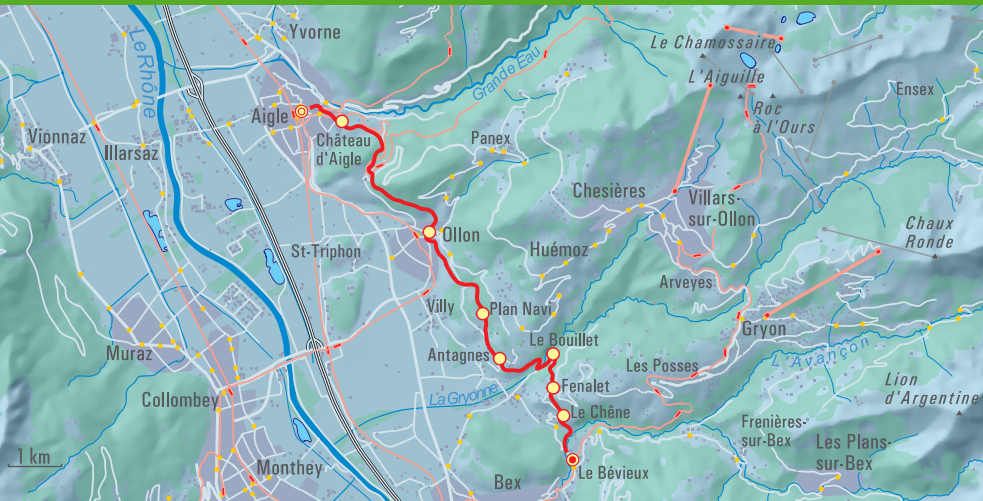 Yvorne
Le Chamossaire
Le Rhône
L'Aiguille
Grande Eau
Ensex
Aigle
Roc
à l'Ours
Vionnaz
Illarsaz
Château
d'Aigle
Panex
Chesières
Villars-
sur-Ollon
Chaux
Ronde
Ollon
St-Triphon
Huémoz
Arveyes
Villy
Plan Navi
Gryon
Le Bouillet
Muraz
Antagnes
Les Posses
L'Avançon
La Gryonne
Fenalet
Lion
d'Argentine
Collombey
Le Chêne
Frenières-
sur-Bex
Les Plans-
sur-Bex
1 km
Monthey
Le Bévieux
Bex